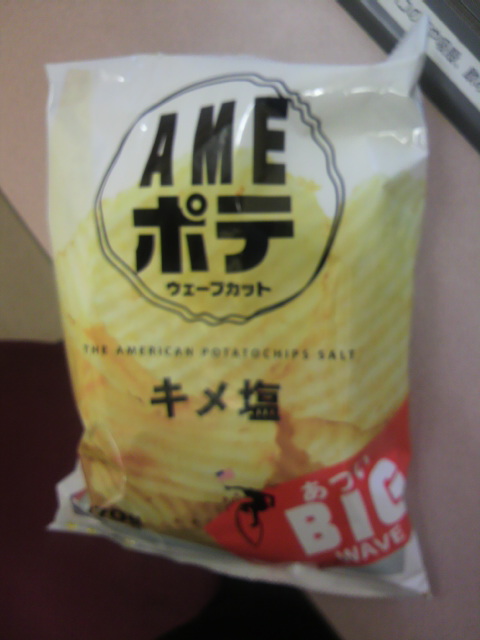 AME
ポテ
ウェーブカット
THE AMERICAN POTATOCHIPS SALT
キメ塩
あつい
BIG
WAVE